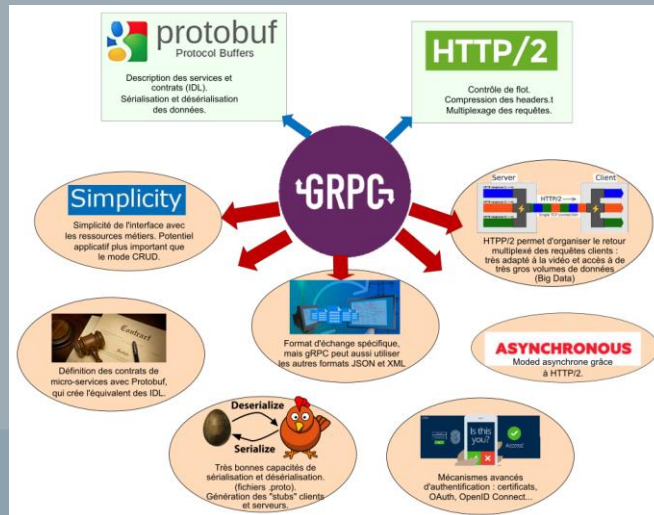 protobuf
Protocol Buffers
Description des services et
contrats (IDL).
Sérialisation et désérialisation
des données.
HTTP/2
Contrôle de flot.
Compression des headers.t
Multiplexage des requêtes.
GRPC
Simplicity
Simplicité de l'interface avec
les ressources métiers. Potentiel
applicatif plus important que
le mode CRUD.
Server
Client
HTTP/2
HTPP/2 permet d'organiser le retour
multiplexé des requêtes clients :
très adapté à la vidéo et accès à de
très gros volumes de données
(Big Data)
Contract
Définition des contrats de
micro-services avec Protobuf,
qui crée l'équivalent des IDL.
Format d'échange spécifique,
mais gRPC peut aussi utiliser
les autres formats JSON et XML
ASYNCHRONOUS
Moded asynchrone grâce
à HTTP/2.
Deserialize
Serialize
Très bonnes capacités de
sérialisation et désérialisation.
(fichiers .proto).
Génération des "stubs" clients
et serveurs.
Is this
you?
Access!
Mécanismes avancés
d'authentification : certificats,
OAuth, OpenID Connect...